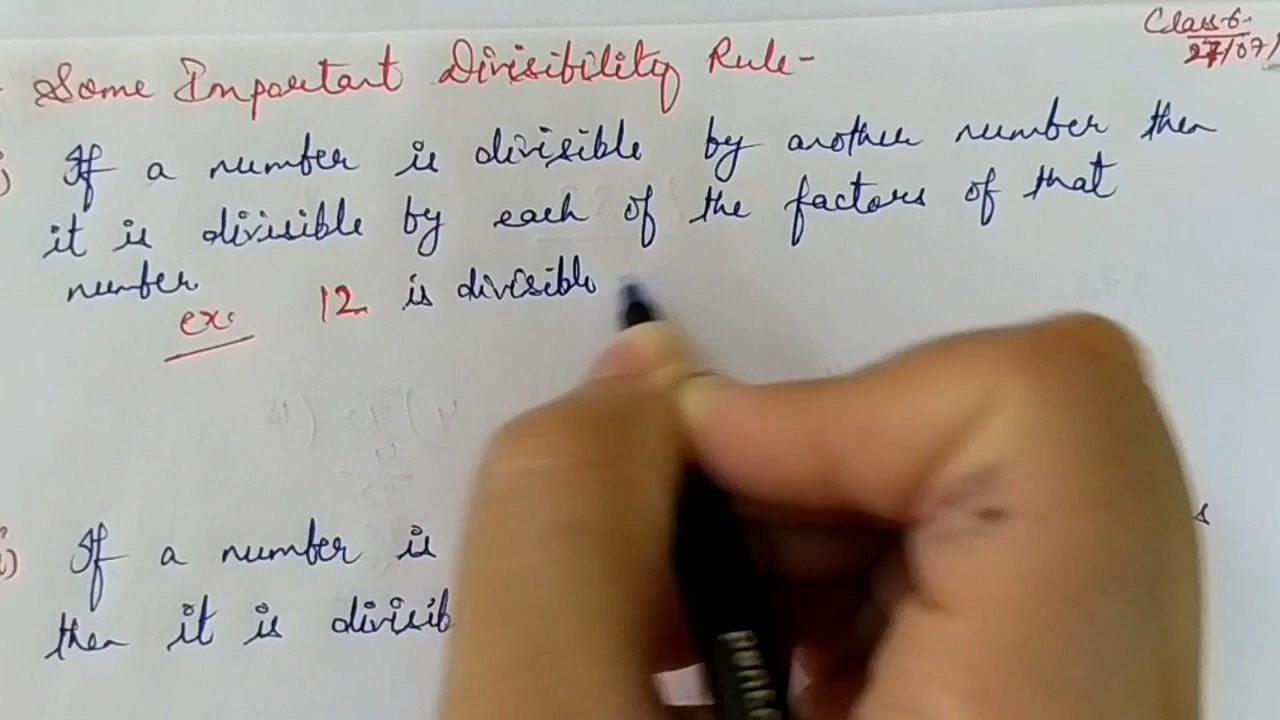 Class-6.
27/07/
Some Important Divisibility Rule-
If a number is divisible by another number then
it is divisible by each of the factors of that
number
ex: 12 is divisible
i) If a number is
then it is divisib